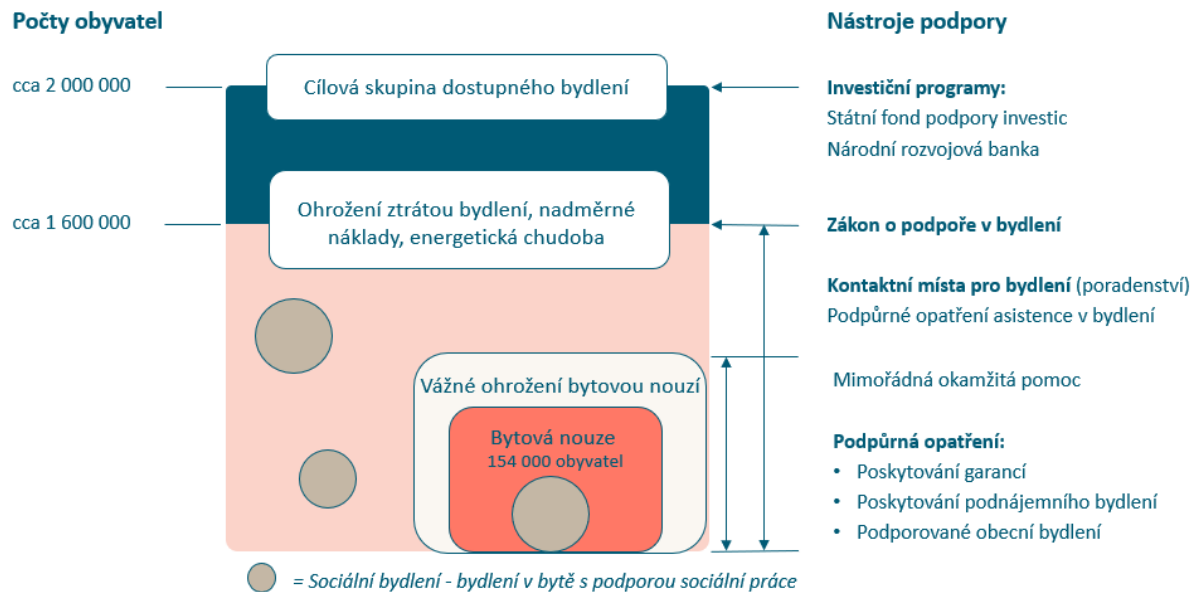 Počty obyvatel
Nástroje podpory
cca 2 000 000
Cílová skupina dostupného bydlení
Investiční programy:
Státní fond podpory investic
Národní rozvojová banka
cca 1 600 000
Ohrožení ztrátou bydlení, nadměrné
náklady, energetická chudoba
Zákon o podpoře v bydlení
Kontaktní místa pro bydlení (poradenství)
Podpůrné opatření asistence v bydlení
Vážné ohrožení bytovou nouzí
Mimořádná okamžitá pomoc
Bytová nouze
154 000 obyvatel
Podpůrná opatření:
• Poskytování garancí
• Poskytování podnájemního bydlení
• Podporované obecní bydlení
= Sociální bydlení - bydlení v bytě s podporou sociální práce